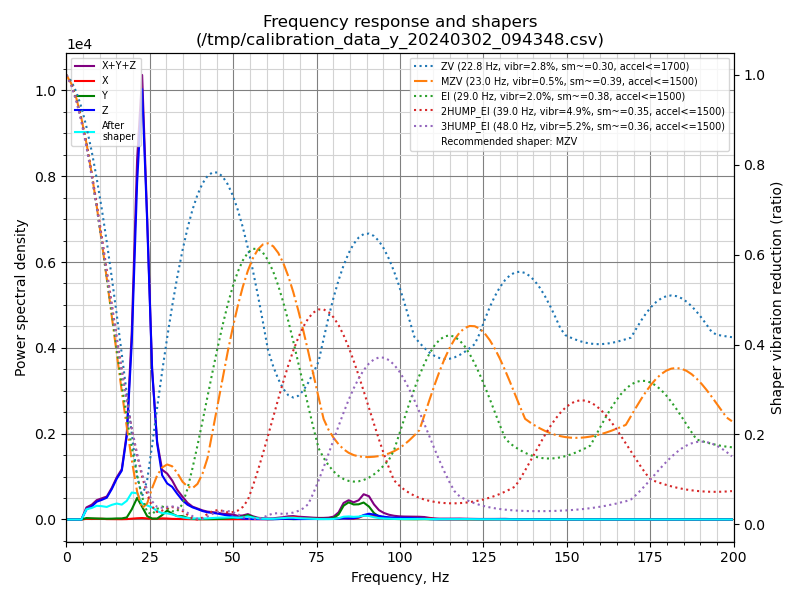 Frequency response and shapers
(/tmp/calibration_data_y_20240302_094348.csv)
1e4
X+Y+Z
X
Y
Z
After
shaper
ZV (22.8 Hz, vibr=2.8%, sm~=0.30, accel<=1700)
MZV (23.0 Hz, vibr=0.5%, sm~=0.39, accel<=1500)
EI (29.0 Hz, vibr=2.0%, sm~=0.38, accel<=1500)
2HUMP_EI (39.0 Hz, vibr=4.9%, sm~=0.35, accel<=1500)
3HUMP_EI (48.0 Hz, vibr=5.2%, sm~=0.36, accel<=1500)
Recommended shaper: MZV
Power spectral density
1.0
0.8
0.6
0.4
0.2
0.0
Shaper vibration reduction (ratio)
1.0
0.8
0.6
0.4
0.2
0.0
0 25 50 75 100 125 150 175 200
Frequency, Hz